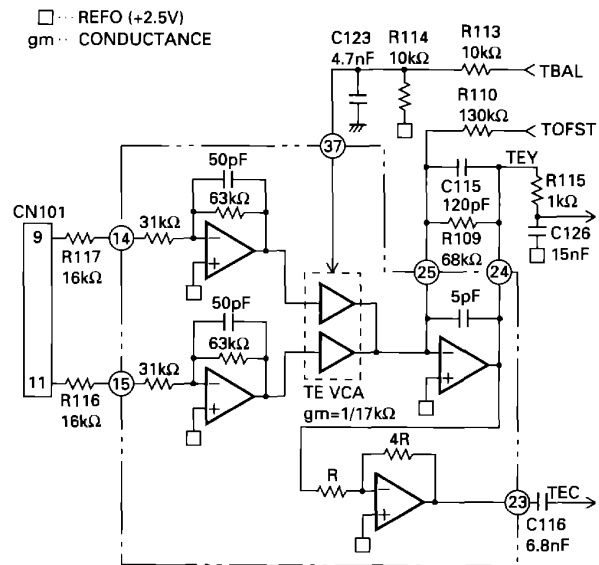 □··· REFO (+2.5V)
gm·· CONDUCTANCE
C123
4.7nF
R114
10kΩ
R113
10kΩ
TBAL
R110
130kΩ
TOFST
37
50pF
63kΩ
TEY
C115
120pF
R115
1kΩ
CN101
9
R117
16kΩ
14
31kΩ
R109
68kΩ
C126
15nF
25
24
50pF
63kΩ
5pF
11
R116
16kΩ
15
31kΩ
TE VCA
gm=1/17kΩ
4R
R
23
TEC
C116
6.8nF